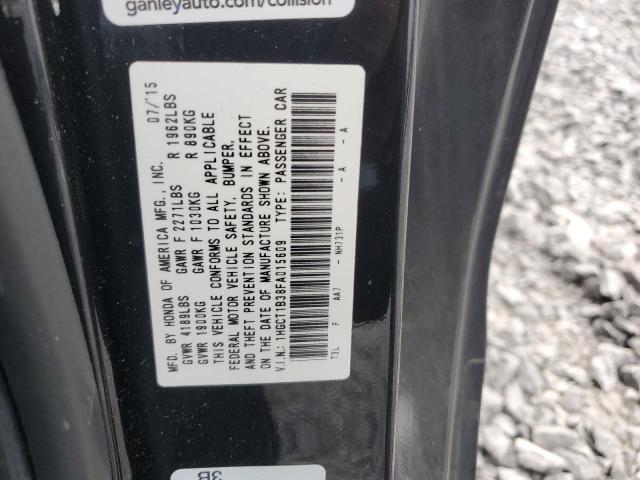 ganleyauto.com/collision
MFD. BY HONDA OF AMERICA MFG., INC. 07/'15
GVWR 4189LBS GAWR F 2271LBS R 1962LBS
GVWR 1900KG GAWR F 1030KG R 890KG
THIS VEHICLE CONFORMS TO ALL APPLICABLE
FEDERAL MOTOR VEHICLE SAFETY, BUMPER,
AND THEFT PREVENTION STANDARDS IN EFFECT
ON THE DATE OF MANUFACTURE SHOWN ABOVE.
V.I.N.: 1HGCT1B38FA015609 TYPE: PASSENGER CAR
T3L F AA7 - NH731P - A - A
3B